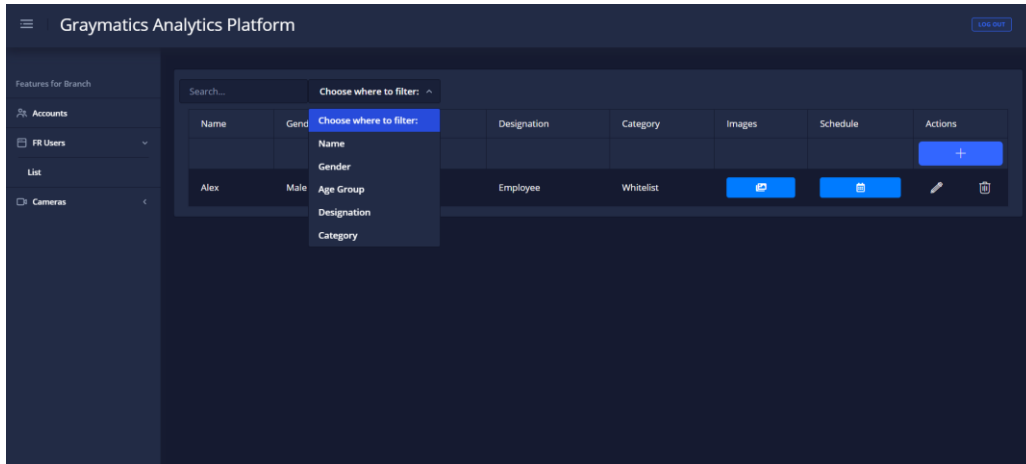 Graymatics Analytics Platform
LOG OUT
Features for Branch
Accounts
FR Users
List
Cameras
Search...
Choose where to filter:
Choose where to filter:
Name
Gender
Age Group
Designation
Category
Name Gend Designation Category Images Schedule Actions
+
Alex Male Employee Whitelist